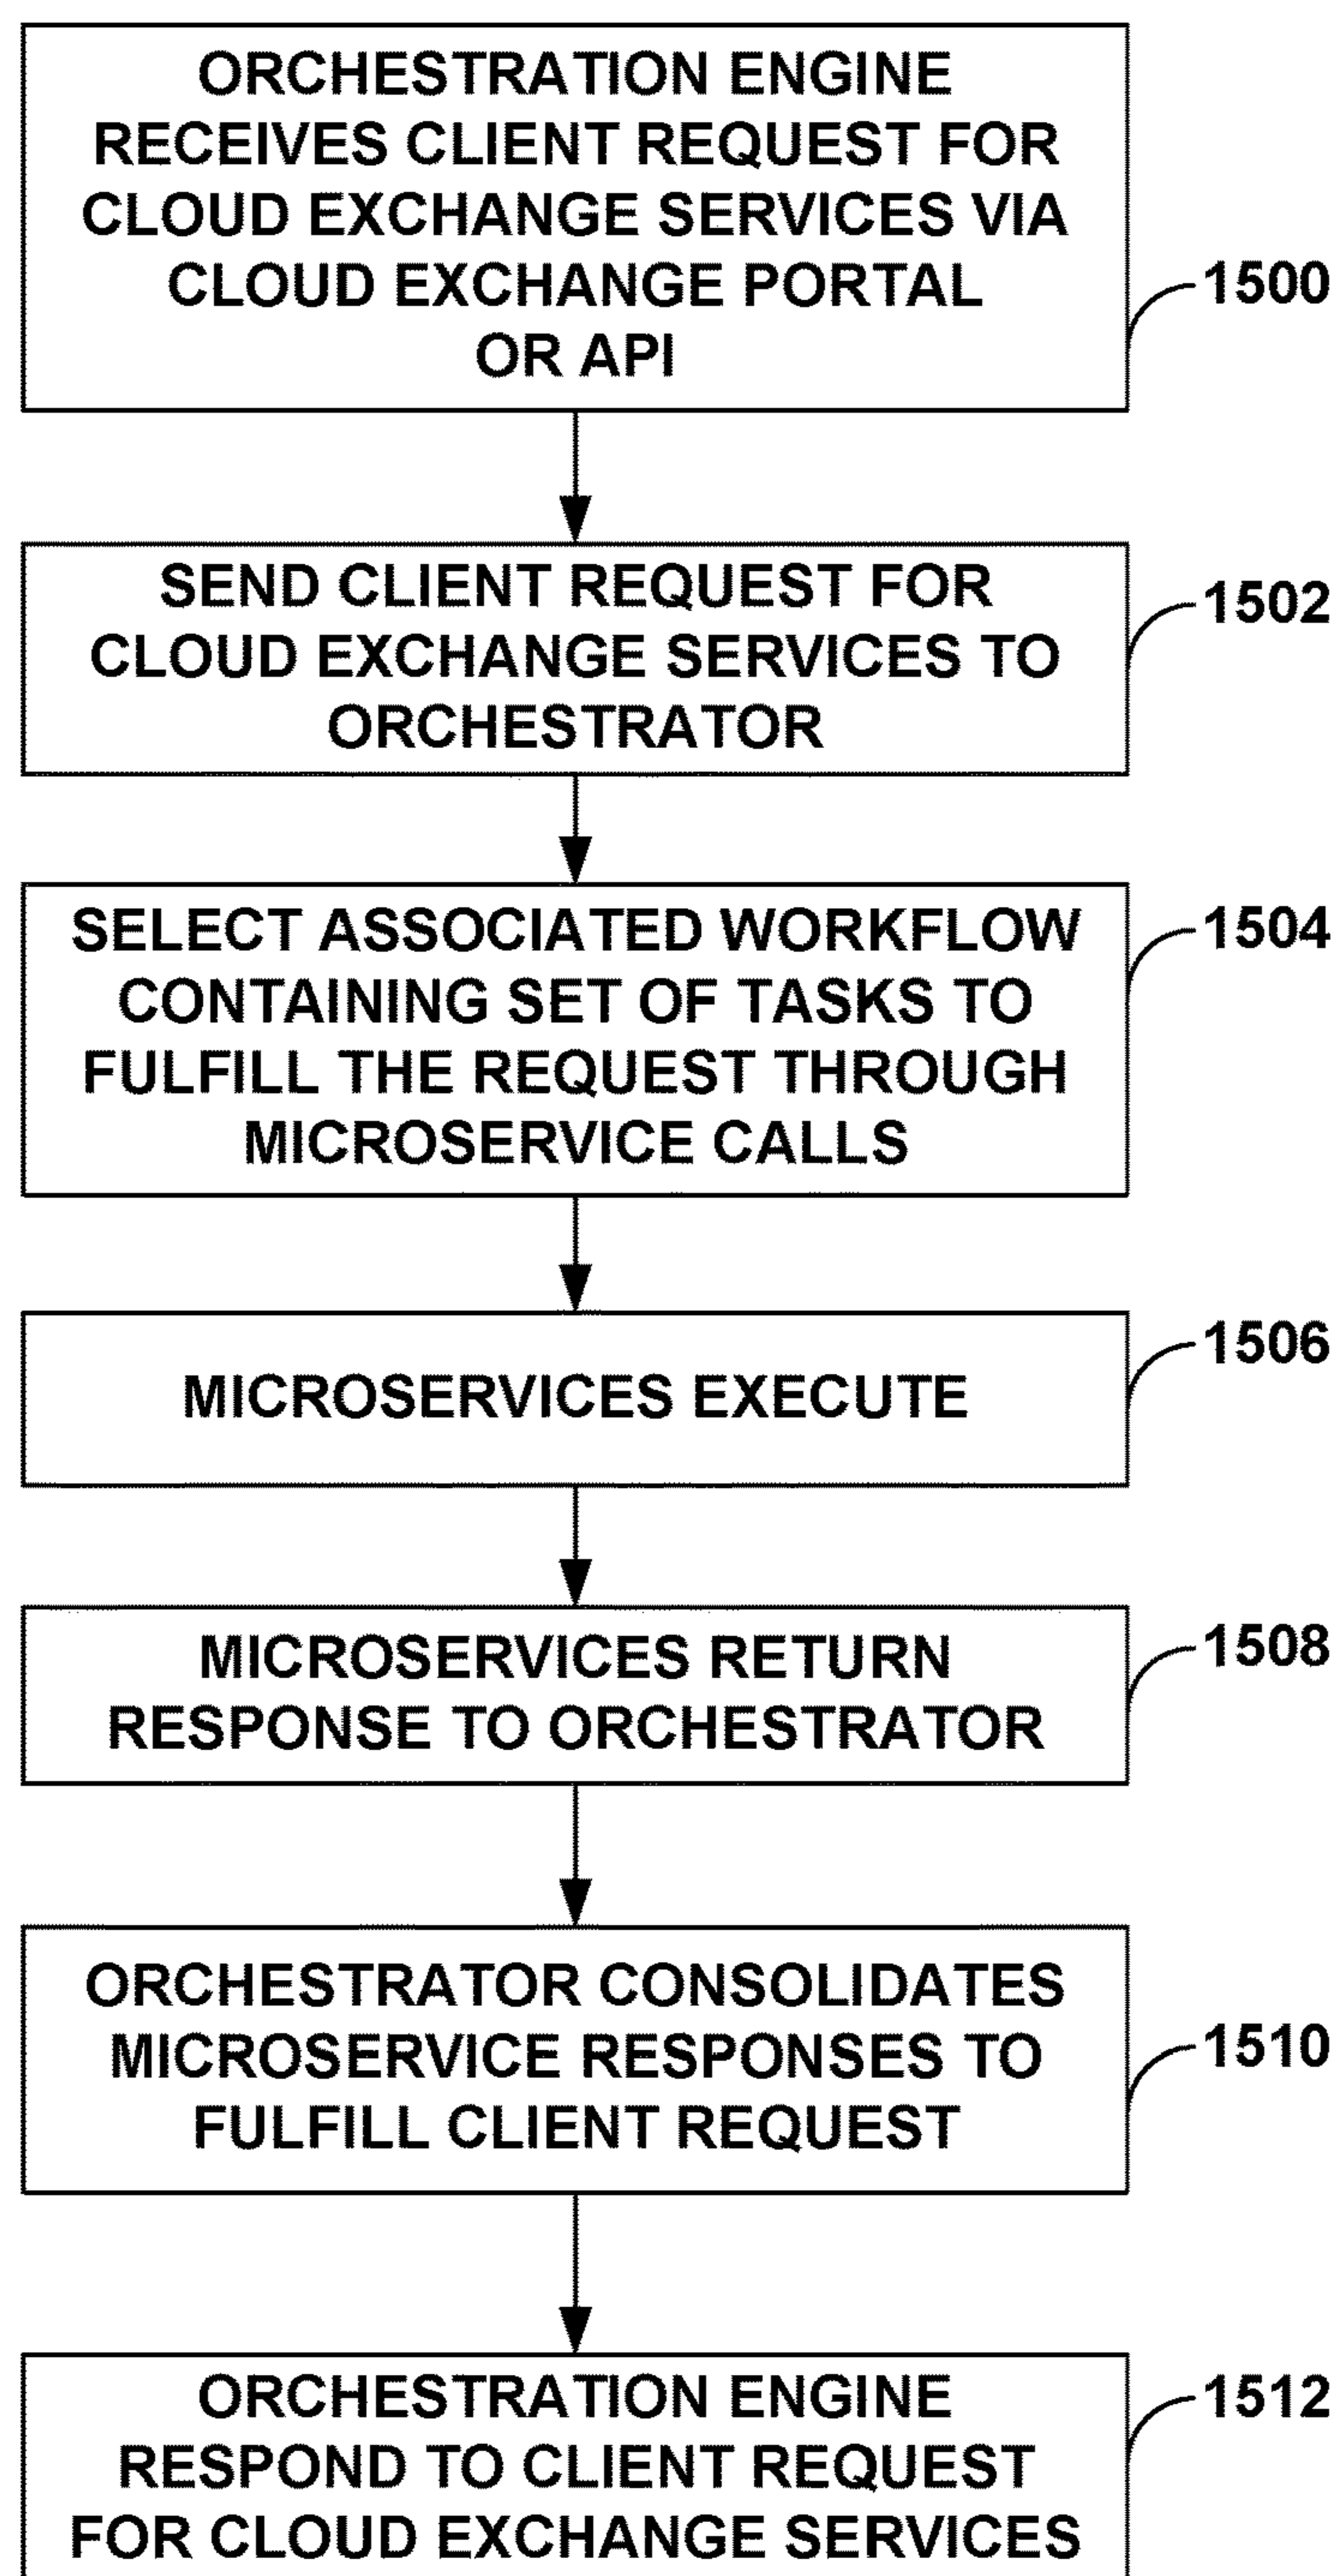 ORCHESTRATION ENGINE
RECEIVES CLIENT REQUEST FOR
CLOUD EXCHANGE SERVICES VIA
CLOUD EXCHANGE PORTAL
OR API
1500
SEND CLIENT REQUEST FOR
CLOUD EXCHANGE SERVICES TO
ORCHESTRATOR
1502
SELECT ASSOCIATED WORKFLOW
CONTAINING SET OF TASKS TO
FULFILL THE REQUEST THROUGH
MICROSERVICE CALLS
1504
MICROSERVICES EXECUTE
1506
MICROSERVICES RETURN
RESPONSE TO ORCHESTRATOR
1508
ORCHESTRATOR CONSOLIDATES
MICROSERVICE RESPONSES TO
FULFILL CLIENT REQUEST
1510
ORCHESTRATION ENGINE
RESPOND TO CLIENT REQUEST
FOR CLOUD EXCHANGE SERVICES
1512